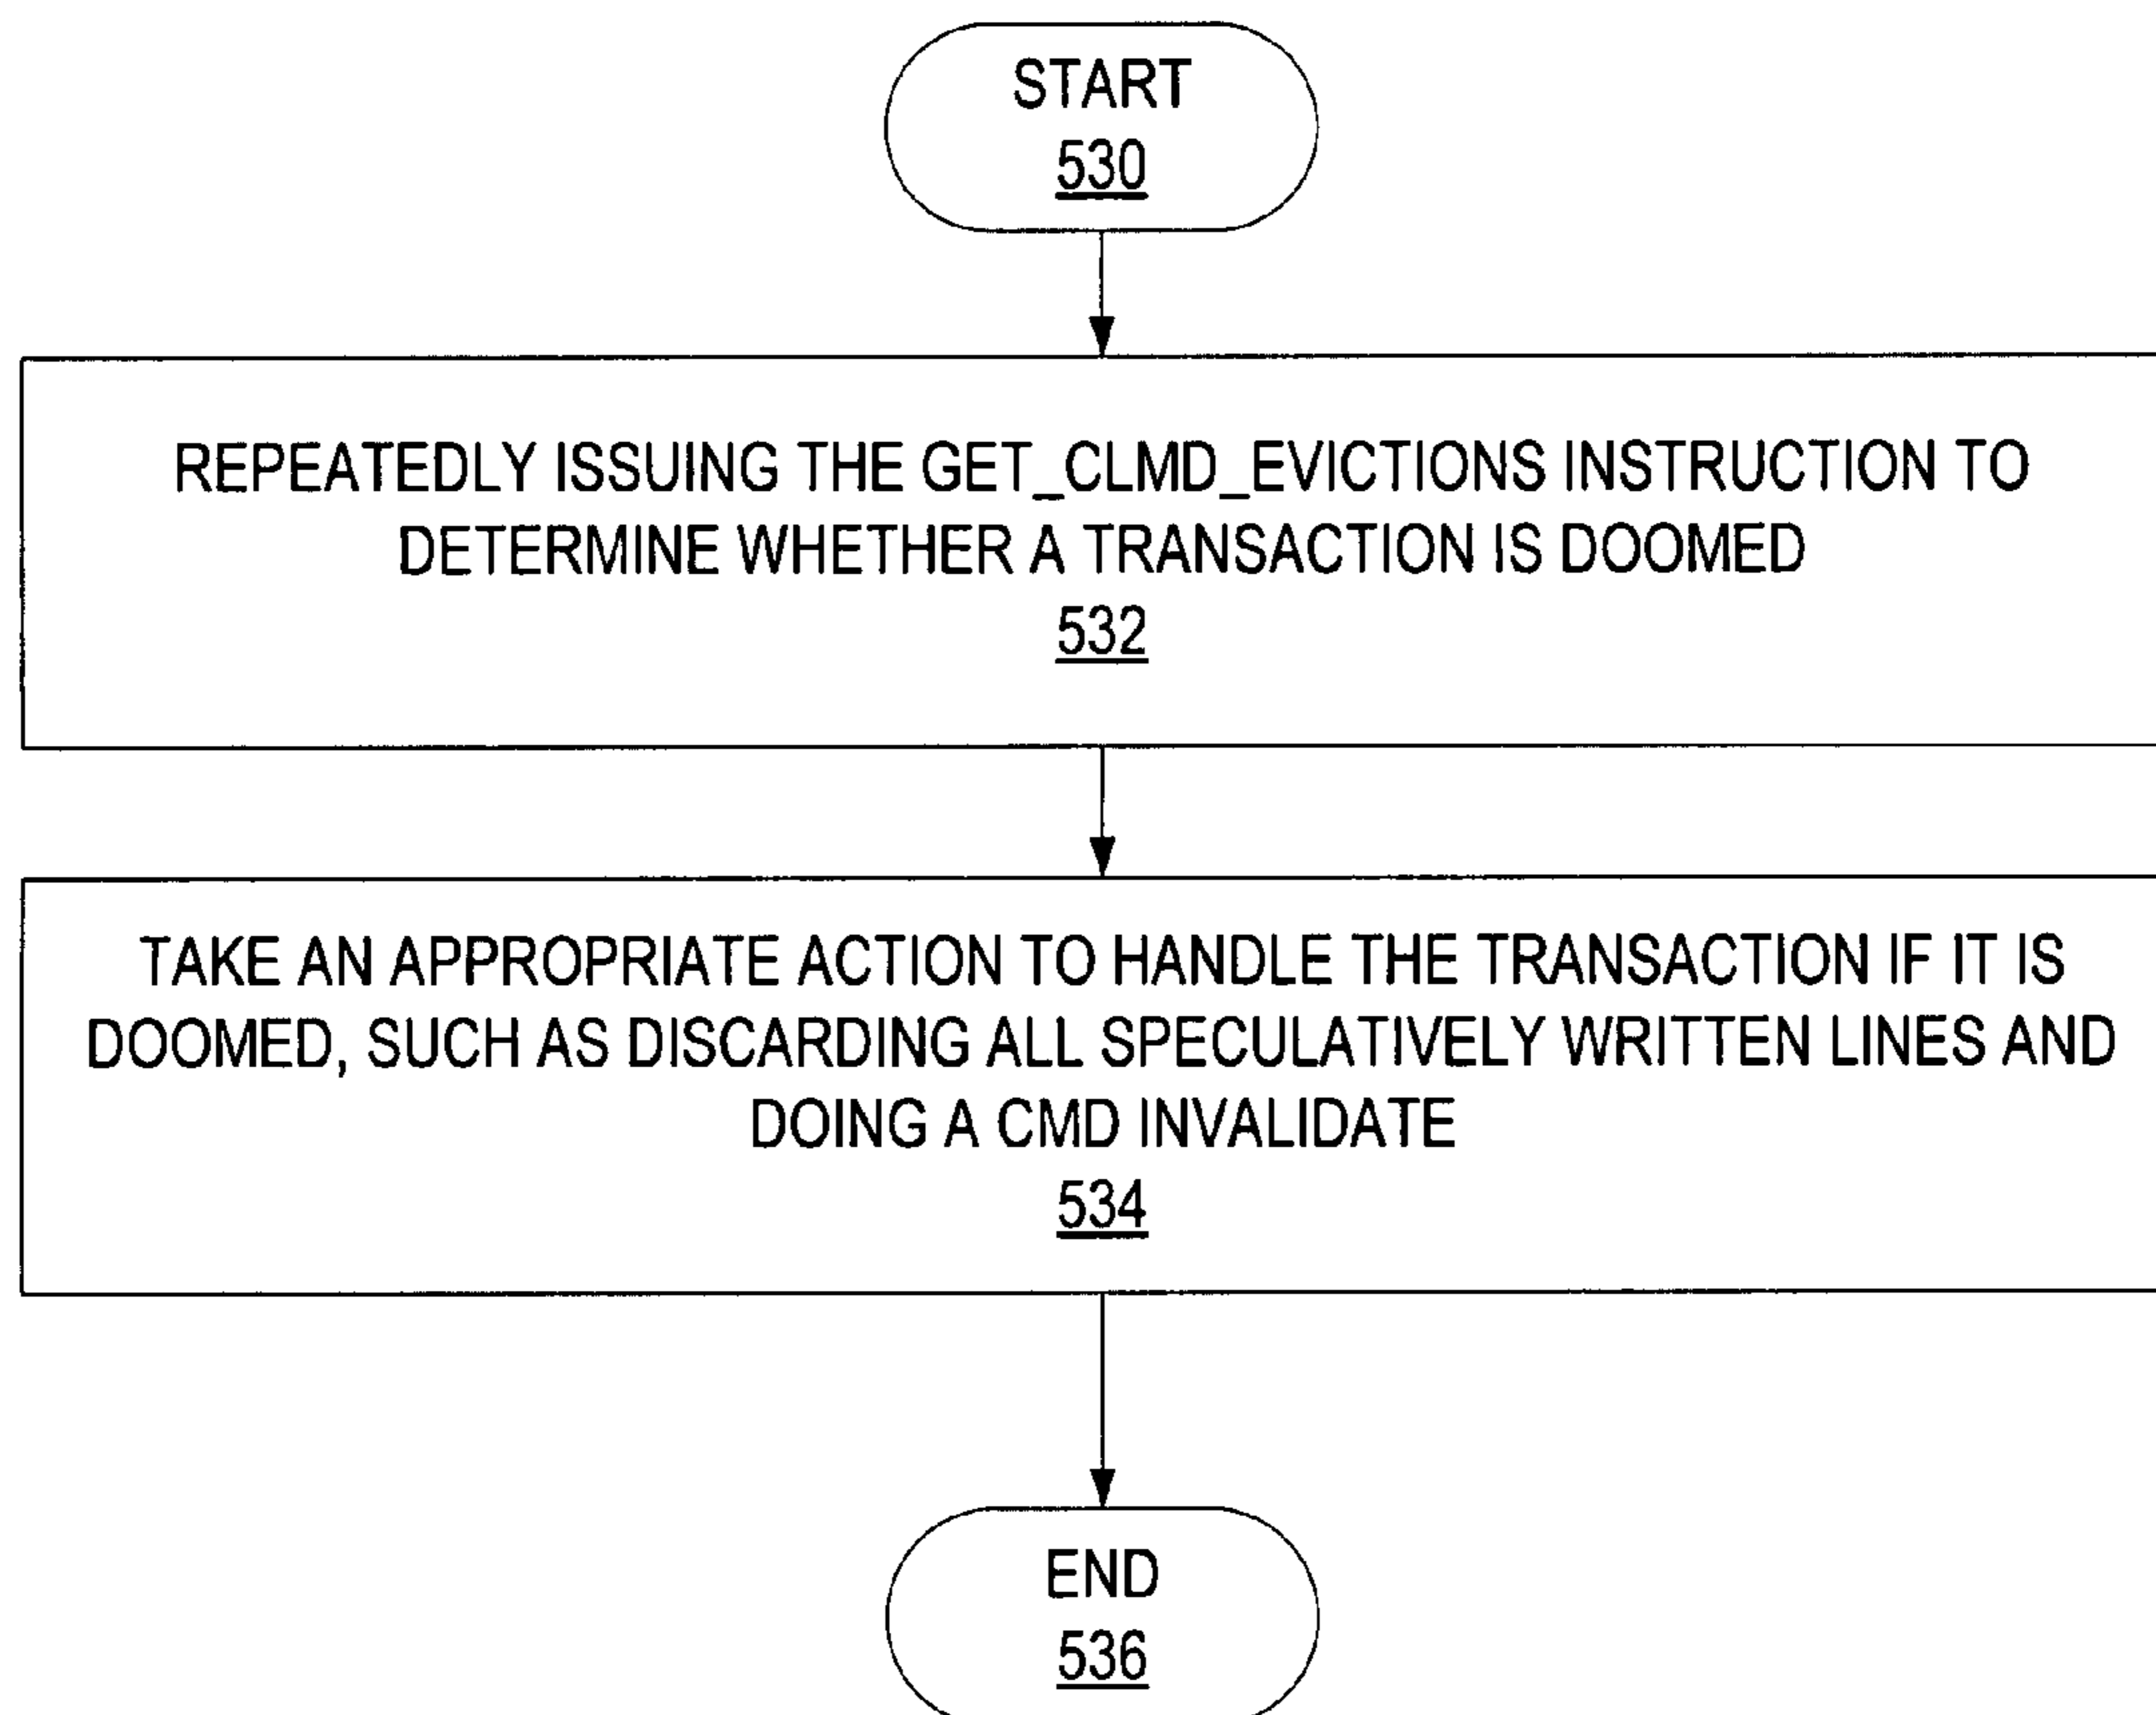 START
530
REPEATEDLY ISSUING THE GET_CLMD_EVICTIONS INSTRUCTION TO
DETERMINE WHETHER A TRANSACTION IS DOOMED
532
TAKE AN APPROPRIATE ACTION TO HANDLE THE TRANSACTION IF IT IS
DOOMED, SUCH AS DISCARDING ALL SPECULATIVELY WRITTEN LINES AND
DOING A CMD INVALIDATE
534
END
536